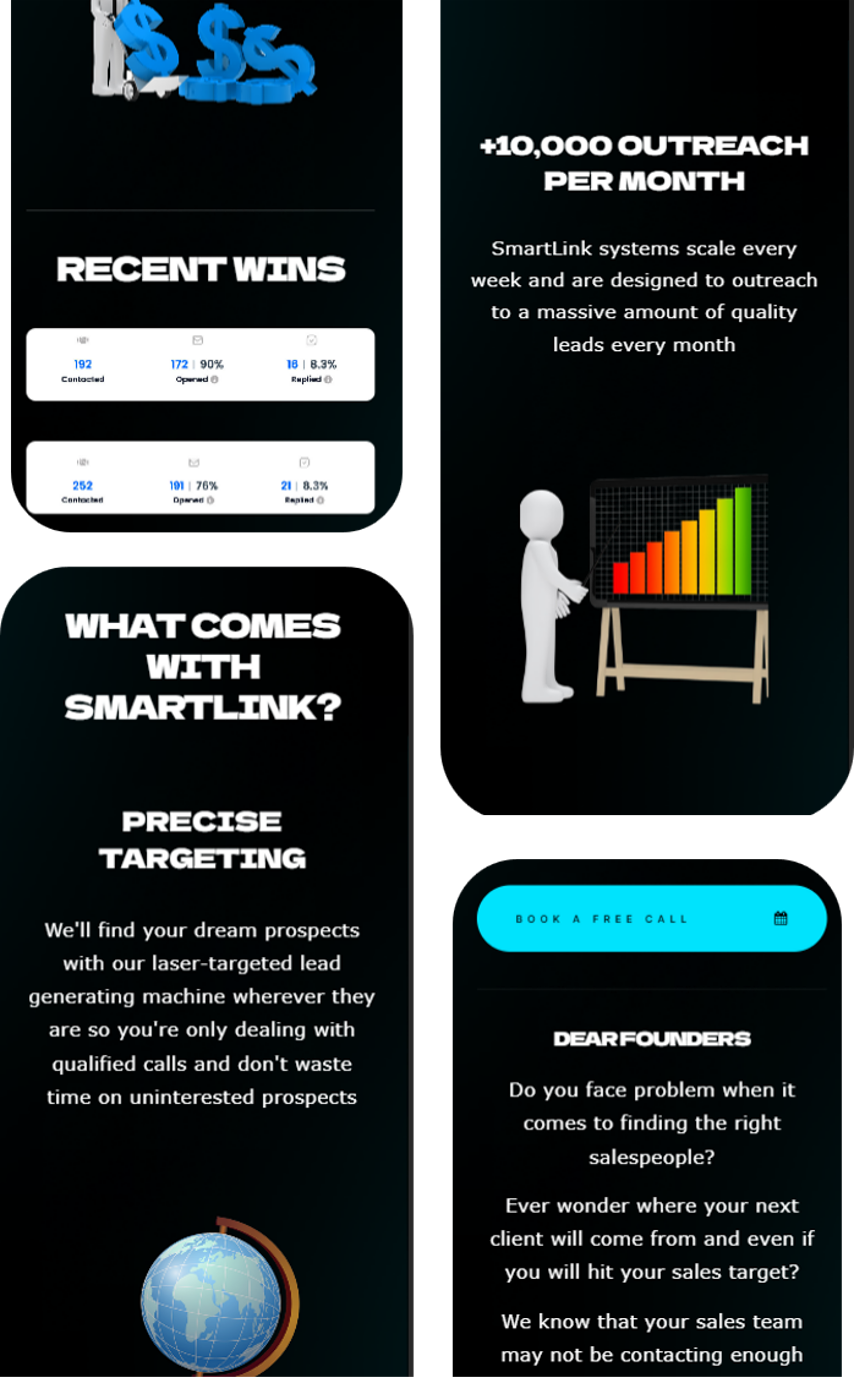 RECENT WINS
192 172 | 90% 16 | 8.3%
Contacted Opened Replied
252 191 | 76% 21 | 8.3%
Contacted Opened Replied
WHAT COMES
WITH
SMARTLINK?
PRECISE
TARGETING
We'll find your dream prospects
with our laser-targeted lead
generating machine wherever they
are so you're only dealing with
qualified calls and don't waste
time on uninterested prospects
+10,000 OUTREACH
PER MONTH
SmartLink systems scale every
week and are designed to outreach
to a massive amount of quality
leads every month
BOOK A FREE CALL
DEAR FOUNDERS
Do you face problem when it
comes to finding the right
salespeople?
Ever wonder where your next
client will come from and even if
you will hit your sales target?
We know that your sales team
may not be contacting enough